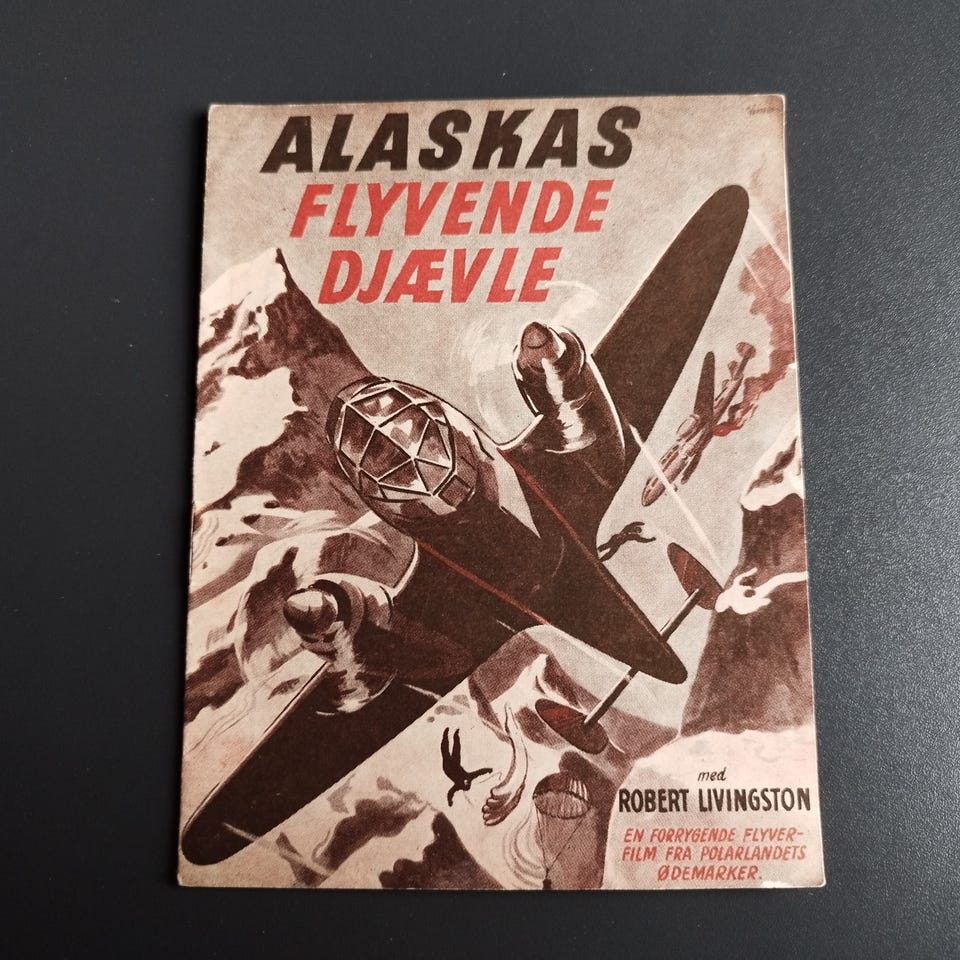 ALASKAS
FLYVENDE
DJÆVLE
med
ROBERT LIVINGSTON
EN FORRYGENDE FLYVER-
FILM FRA POLARLANDETS
ØDEMARKER.